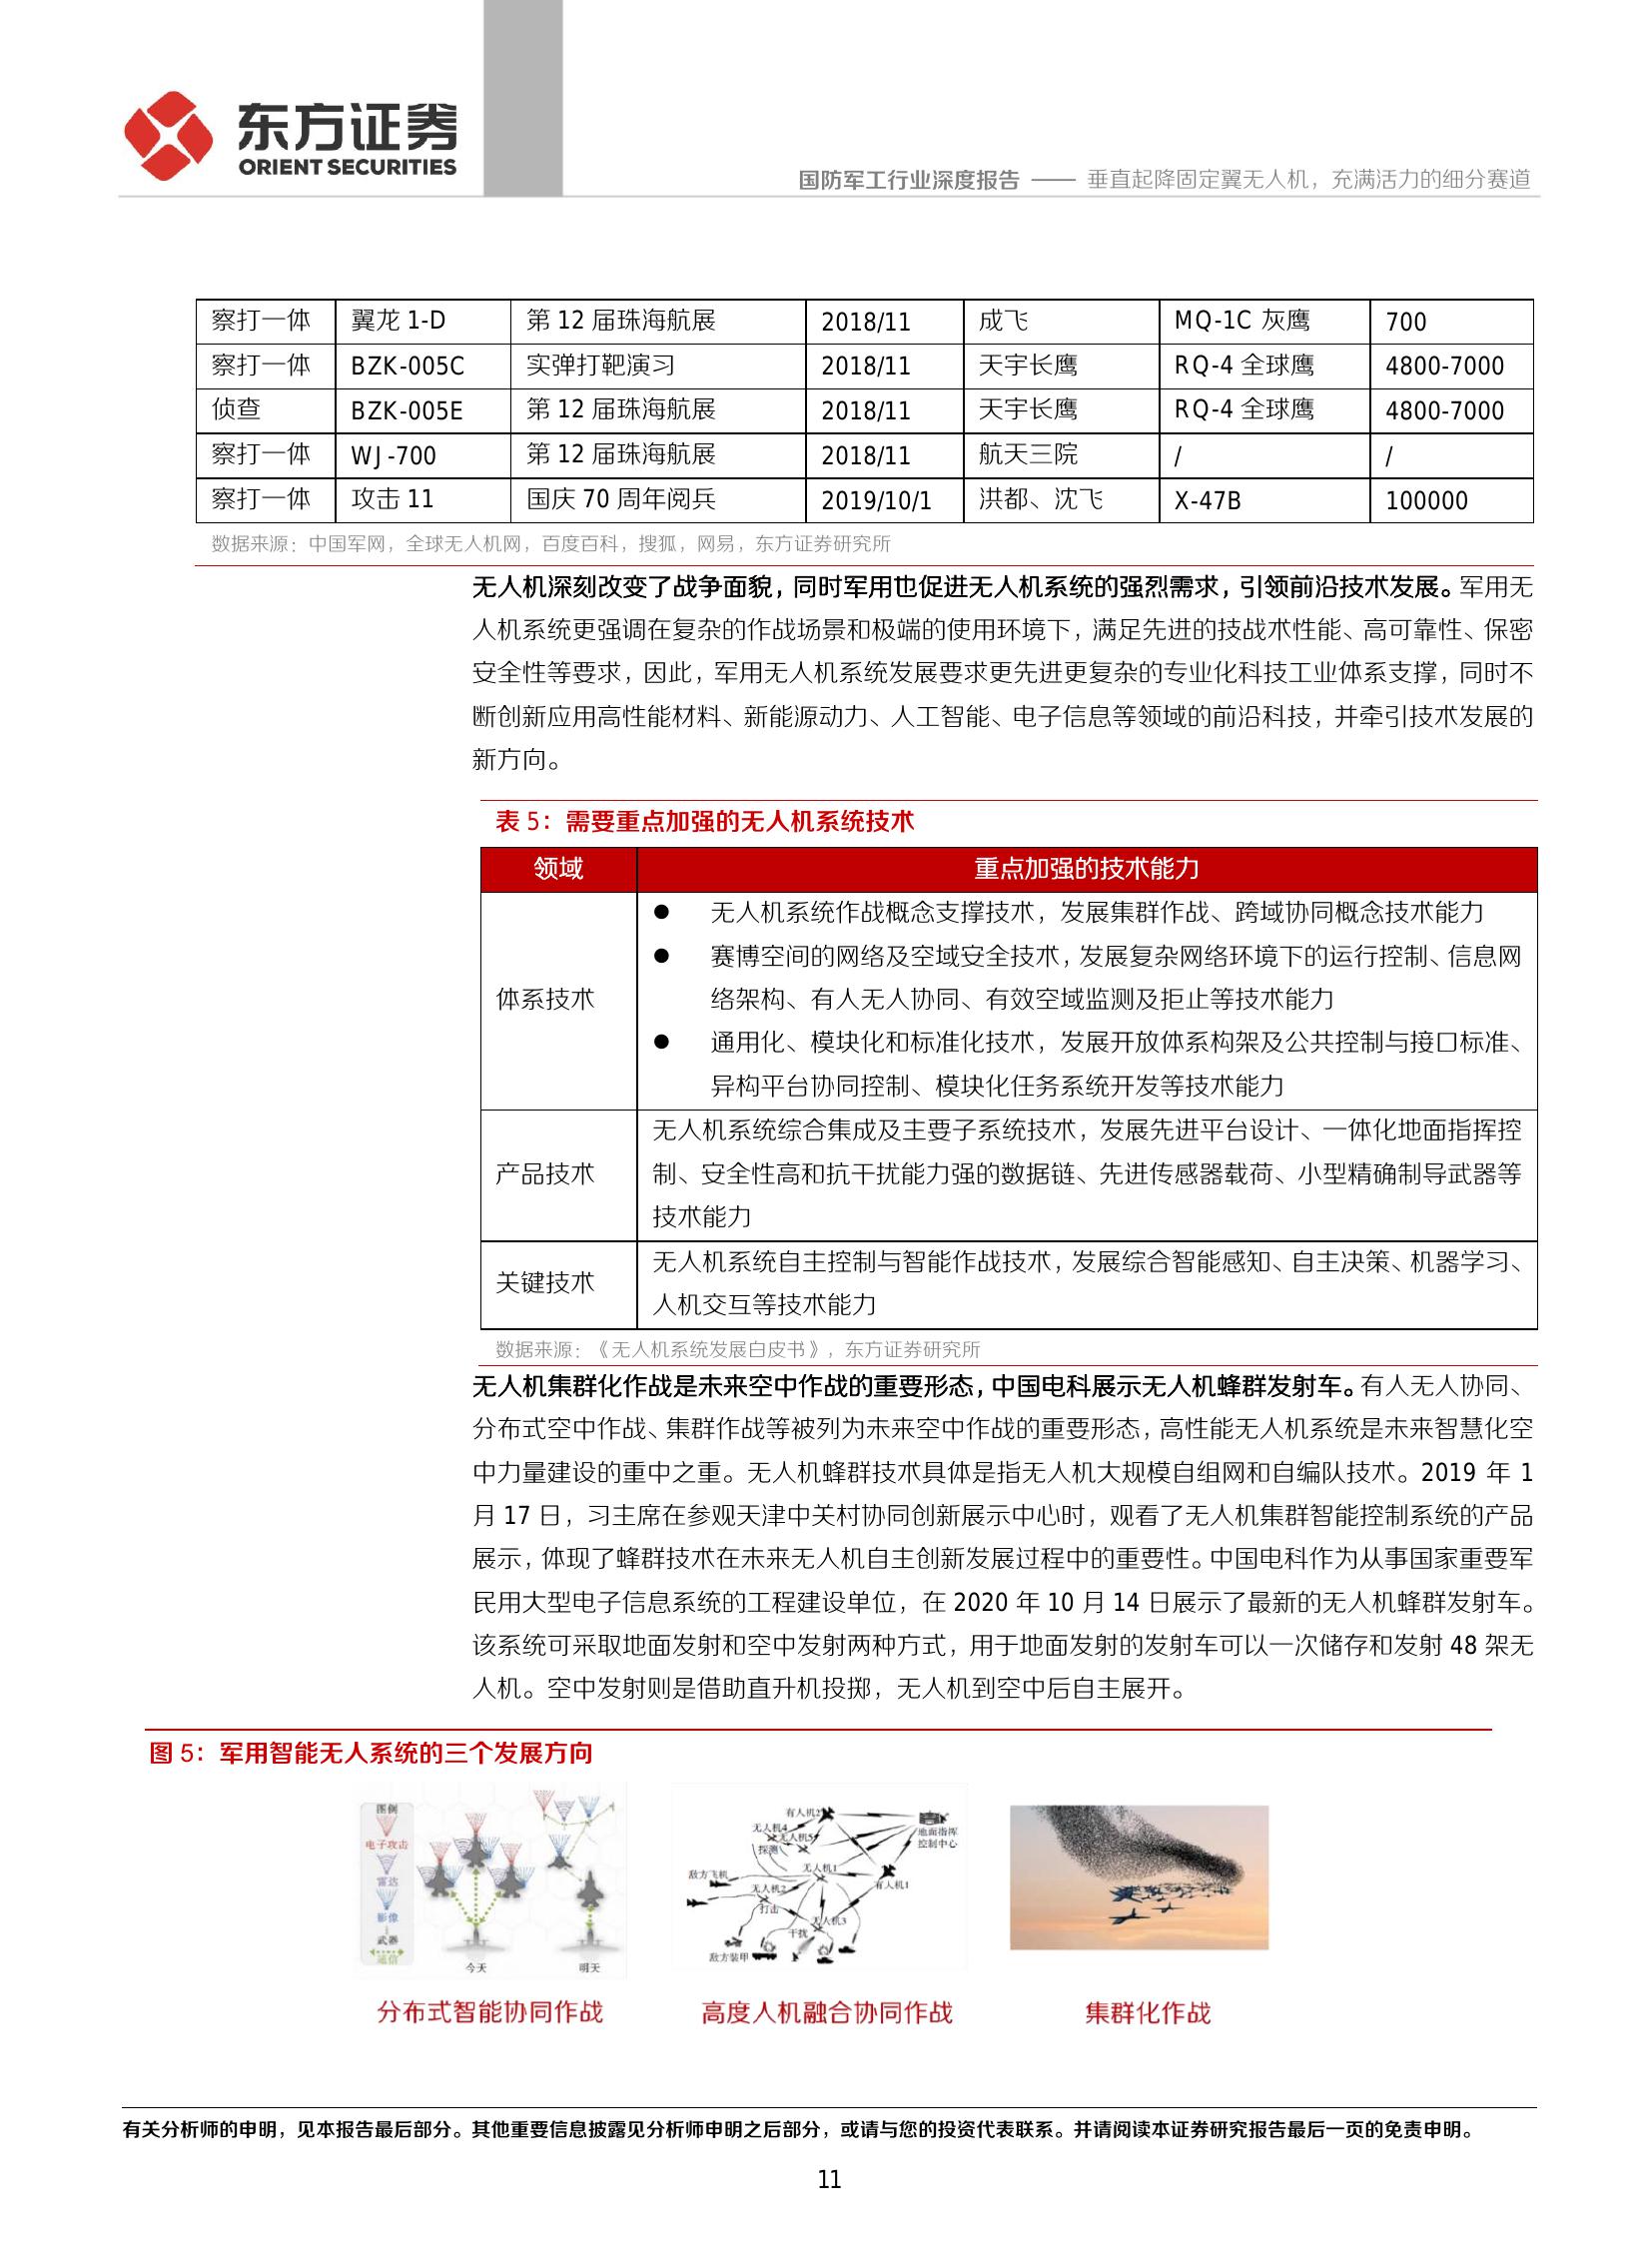 东方证券
ORIENT SECURITIES
国防军工行业深度报告 —— 垂直起降固定翼无人机，充满活力的细分赛道
察打一体 翼龙 1-D 第 12 届珠海航展 2018/11 成飞 MQ-1C 灰鹰 700
察打一体 BZK-005C 实弹打靶演习 2018/11 天宇长鹰 RQ-4 全球鹰 4800-7000
侦查 BZK-005E 第 12 届珠海航展 2018/11 天宇长鹰 RQ-4 全球鹰 4800-7000
察打一体 WJ-700 第 12 届珠海航展 2018/11 航天三院 / /
察打一体 攻击 11 国庆 70 周年阅兵 2019/10/1 洪都、沈飞 X-47B 100000
数据来源：中国军网，全球无人机网，百度百科，搜狐，网易，东方证券研究所
无人机深刻改变了战争面貌，同时军用也促进无人机系统的强烈需求，引领前沿技术发展。军用无
人机系统更强调在复杂的作战场景和极端的使用环境下，满足先进的技战术性能、高可靠性、保密
安全性等要求，因此，军用无人机系统发展要求更先进更复杂的专业化科技工业体系支撑，同时不
断创新应用高性能材料、新能源动力、人工智能、电子信息等领域的前沿科技，并牵引技术发展的
新方向。
表 5：需要重点加强的无人机系统技术
领域 重点加强的技术能力
体系技术
● 无人机系统作战概念支撑技术，发展集群作战、跨域协同概念技术能力
● 赛博空间的网络及空域安全技术，发展复杂网络环境下的运行控制、信息网
络架构、有人无人协同、有效空域监测及拒止等技术能力
● 通用化、模块化和标准化技术，发展开放体系构架及公共控制与接口标准、
异构平台协同控制、模块化任务系统开发等技术能力
产品技术
无人机系统综合集成及主要子系统技术，发展先进平台设计、一体化地面指挥控
制、安全性高和抗干扰能力强的数据链、先进传感器载荷、小型精确制导武器等
技术能力
关键技术
无人机系统自主控制与智能作战技术，发展综合智能感知、自主决策、机器学习、
人机交互等技术能力
数据来源：《无人机系统发展白皮书》，东方证券研究所
无人机集群化作战是未来空中作战的重要形态，中国电科展示无人机蜂群发射车。有人无人协同、
分布式空中作战、集群作战等被列为未来空中作战的重要形态，高性能无人机系统是未来智慧化空
中力量建设的重中之重。无人机蜂群技术具体是指无人机大规模自组网和自编队技术。2019 年 1
月 17 日，习主席在参观天津中关村协同创新展示中心时，观看了无人机集群智能控制系统的产品
展示，体现了蜂群技术在未来无人机自主创新发展过程中的重要性。中国电科作为从事国家重要军
民用大型电子信息系统的工程建设单位，在 2020 年 10 月 14 日展示了最新的无人机蜂群发射车。
该系统可采取地面发射和空中发射两种方式，用于地面发射的发射车可以一次储存和发射 48 架无
人机。空中发射则是借助直升机投掷，无人机到空中后自主展开。
图 5：军用智能无人系统的三个发展方向
图例
电子攻击
雷达
影像
武器
通信
今天
明天
有人机2
无人机4
无人机5
探测
地面指挥
控制中心
敌方飞机
无人机1
有人机1
无人机2
打击
无人机3
干扰
敌方装甲
分布式智能协同作战
高度人机融合协同作战
集群化作战
有关分析师的申明，见本报告最后部分。其他重要信息披露见分析师申明之后部分，或请与您的投资代表联系。并请阅读本证券研究报告最后一页的免责申明。
11